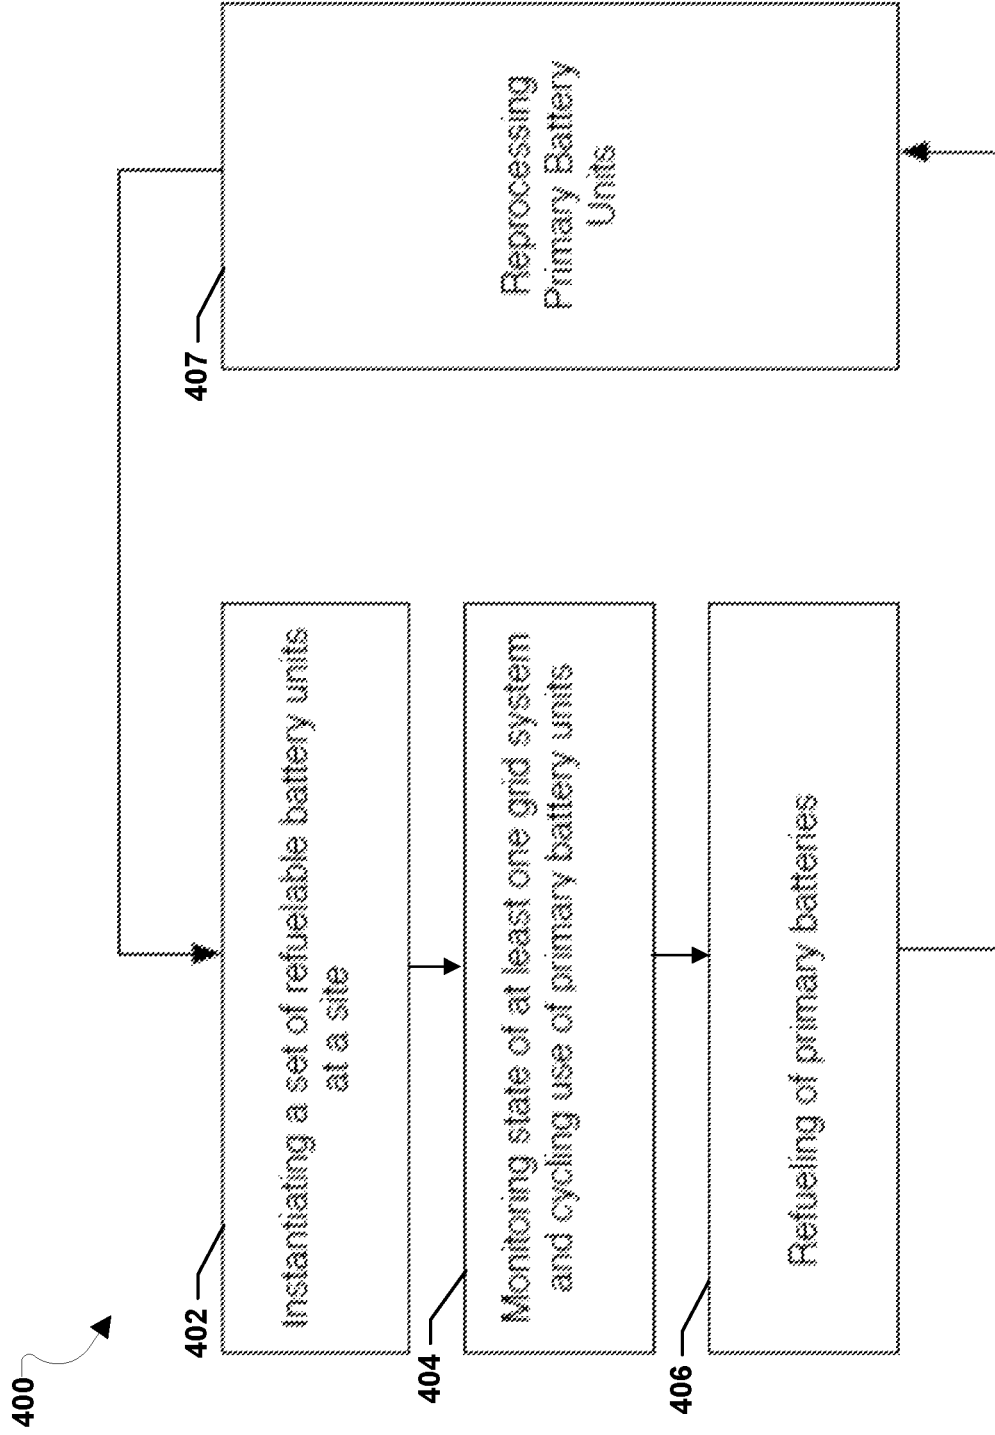 400
402
Instantiating a set of refuelable battery units
at a site
404
Monitoring state of at least one grid system
and cycling use of primary battery units
406
Refueling of primary batteries
407
Reprocessing
Primary Battery
Units